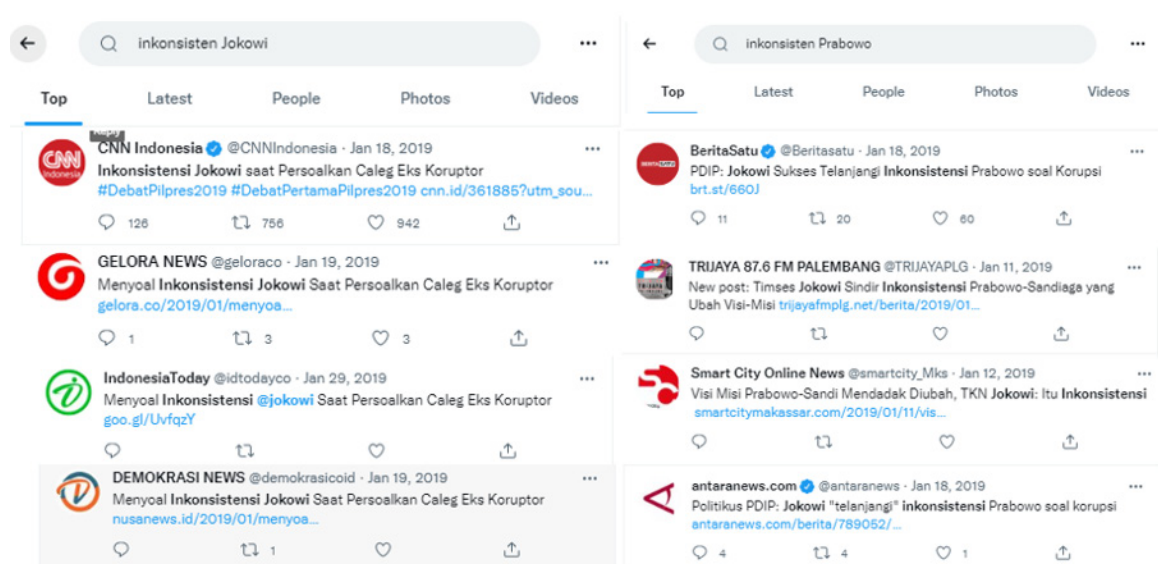 inkonsisten Jokowi
Top Latest People Photos Videos
Reply
CNN Indonesia
CNN Indonesia @CNNIndonesia · Jan 18, 2019
Inkonsistensi Jokowi saat Persoalkan Caleg Eks Koruptor
#DebatPilpres2019 #DebatPertamaPilpres2019 cnn.id/361885?utm_sou...
126 756 942
GELORA NEWS @geloraco · Jan 19, 2019
Menyoal Inkonsistensi Jokowi Saat Persoalkan Caleg Eks Koruptor
gelora.co/2019/01/menyoa...
1 3 3
IndonesiaToday @idtodayco · Jan 29, 2019
Menyoal Inkonsistensi @jokowi Saat Persoalkan Caleg Eks Koruptor
goo.gl/UvfqzY
DEMOKRASI NEWS @demokrasicoid · Jan 19, 2019
Menyoal Inkonsistensi Jokowi Saat Persoalkan Caleg Eks Koruptor
nusanews.id/2019/01/menyoa...
1
inkonsisten Prabowo
Top Latest People Photos Videos
BERITASATU
BeritaSatu @Beritasatu · Jan 18, 2019
PDIP: Jokowi Sukses Telanjangi Inkonsistensi Prabowo soal Korupsi
brt.st/660J
11 20 60
TRIJAYA 87.6 FM PALEMBANG @TRIJAYAPLG · Jan 11, 2019
New post: Timses Jokowi Sindir Inkonsistensi Prabowo-Sandiaga yang
Ubah Visi-Misi trijayafmplg.net/berita/2019/01...
Smart City Online News @smartcity_Mks · Jan 12, 2019
Visi Misi Prabowo-Sandi Mendadak Diubah, TKN Jokowi: Itu Inkonsistensi
smartcitymakassar.com/2019/01/11/vis...
antaranews.com @antaranews · Jan 18, 2019
Politikus PDIP: Jokowi "telanjangi" inkonsistensi Prabowo soal korupsi
antaranews.com/berita/789052/...
4 4 1